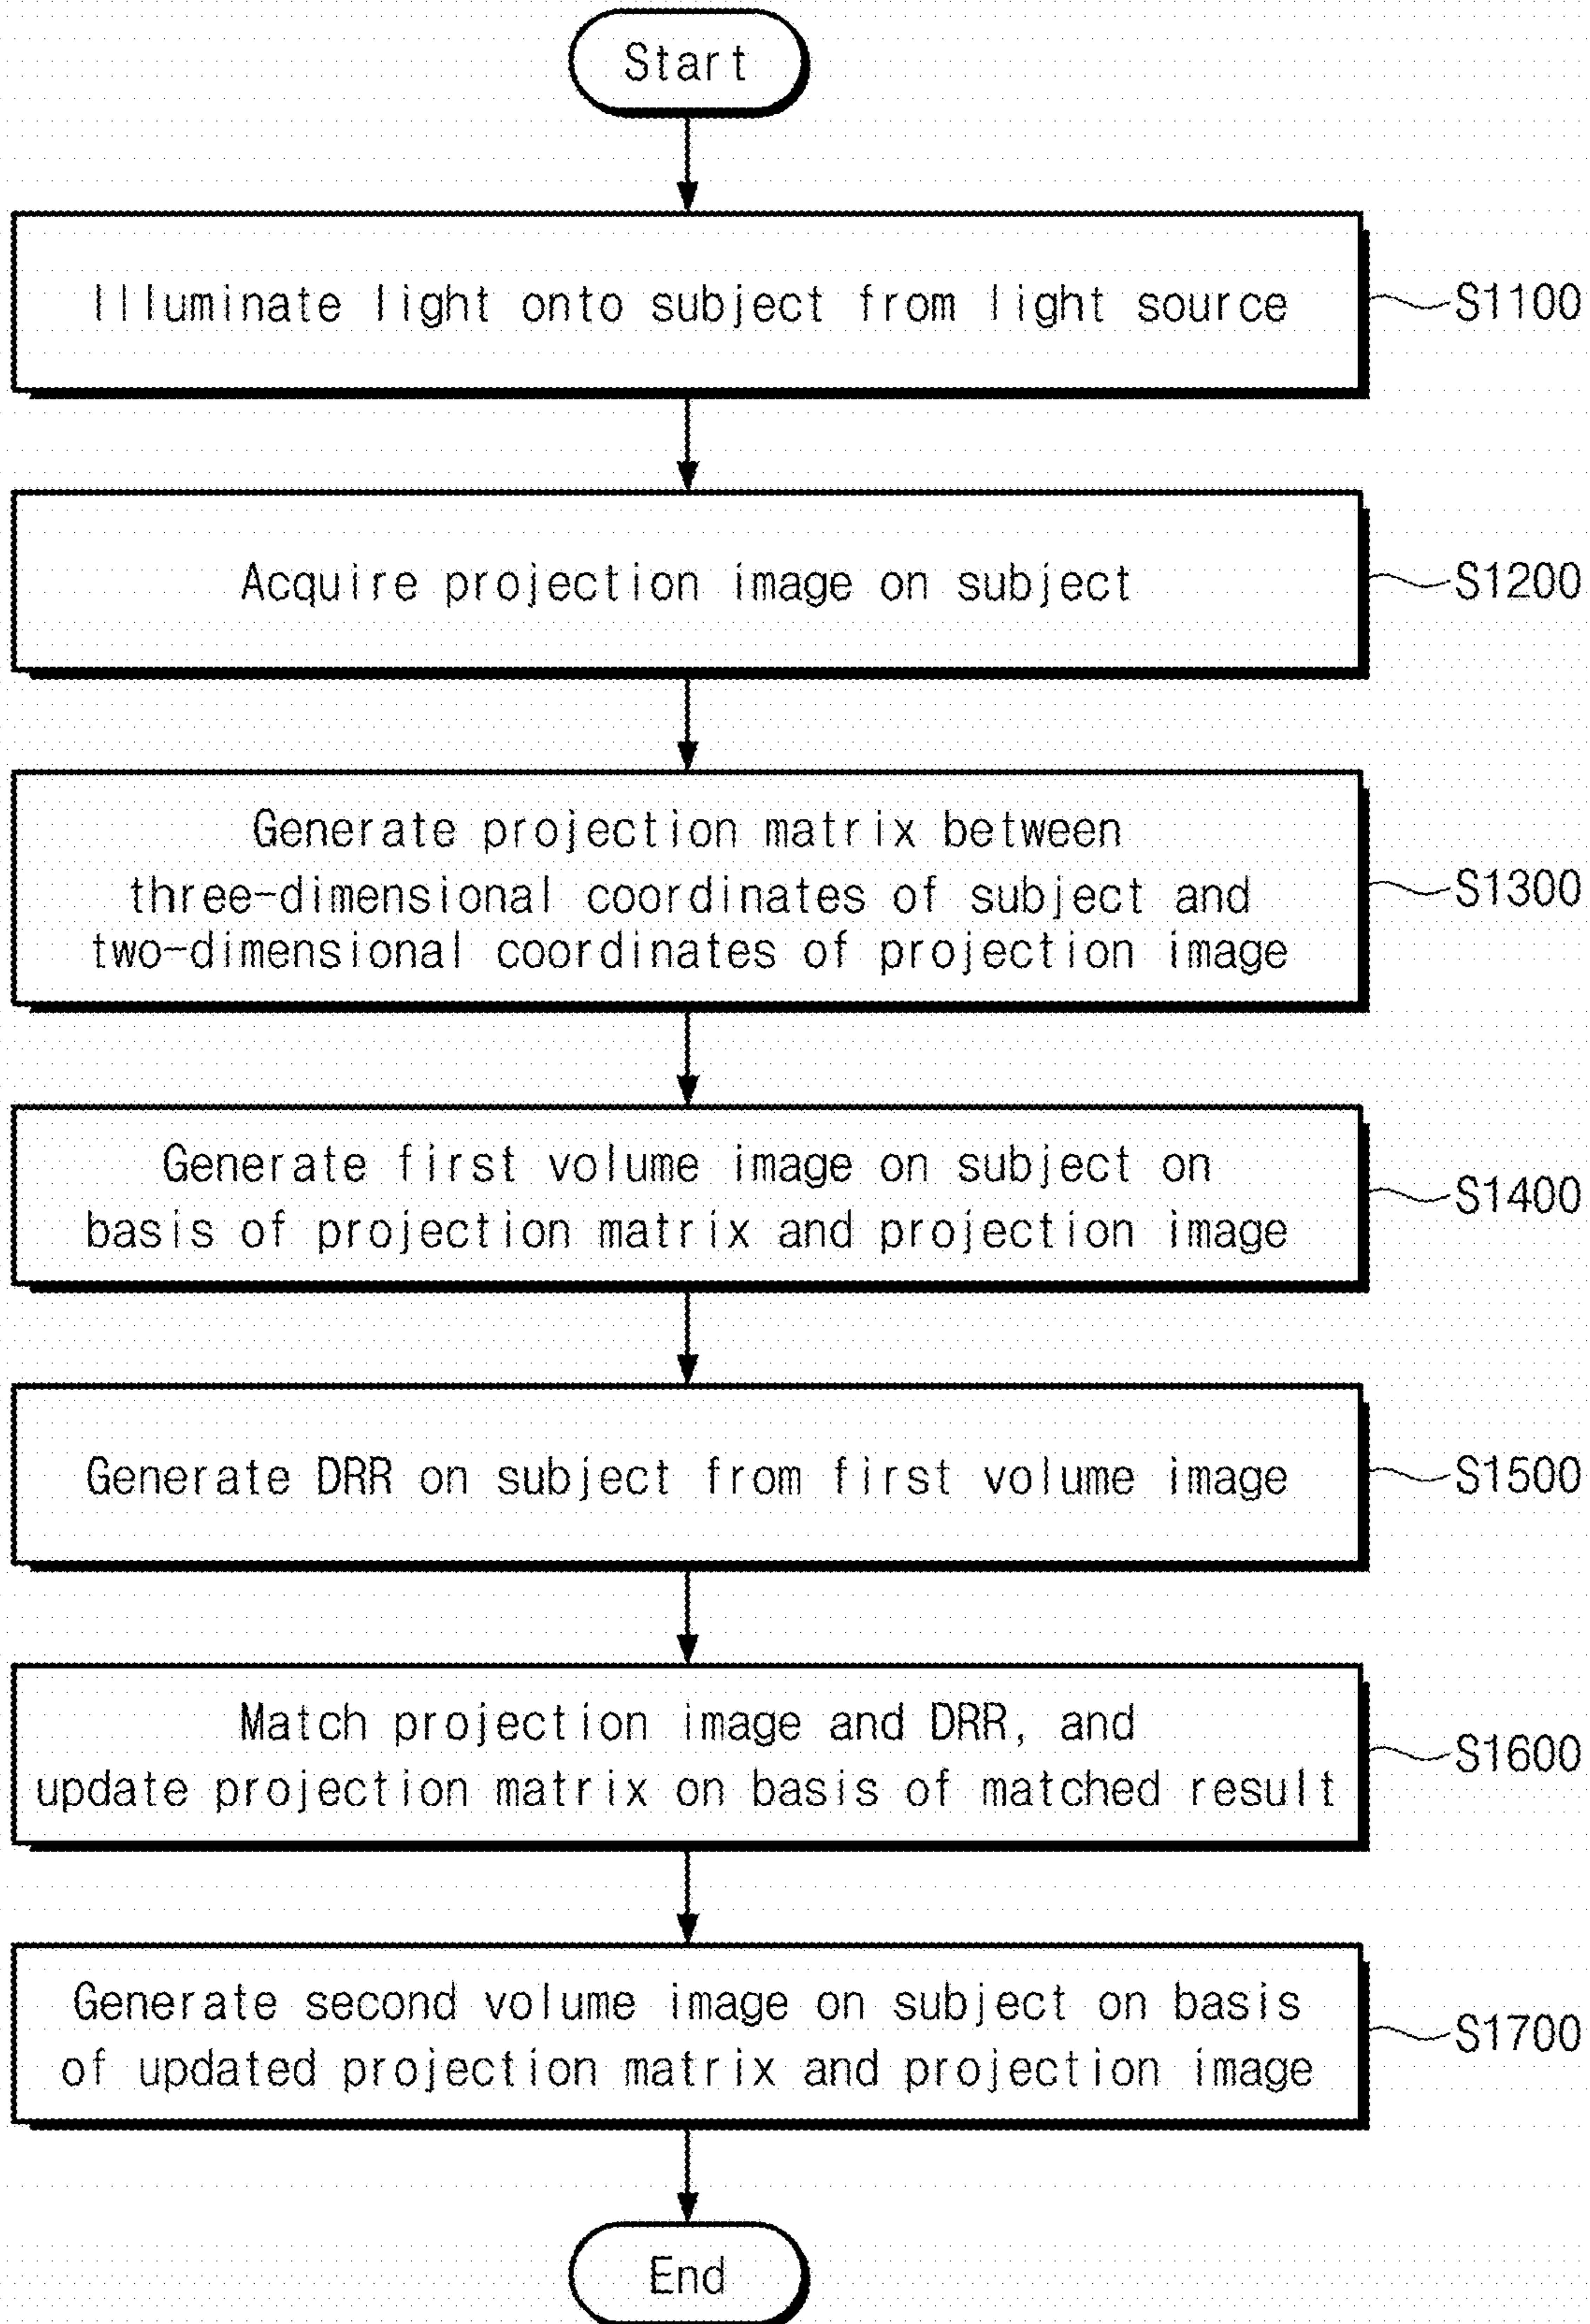 Start
Illuminate light onto subject from light source
S1100
Acquire projection image on subject
S1200
Generate projection matrix between
three-dimensional coordinates of subject and
two-dimensional coordinates of projection image
S1300
Generate first volume image on subject on
basis of projection matrix and projection image
S1400
Generate DRR on subject from first volume image
S1500
Match projection image and DRR, and
update projection matrix on basis of matched result
S1600
Generate second volume image on subject on basis
of updated projection matrix and projection image
S1700
End